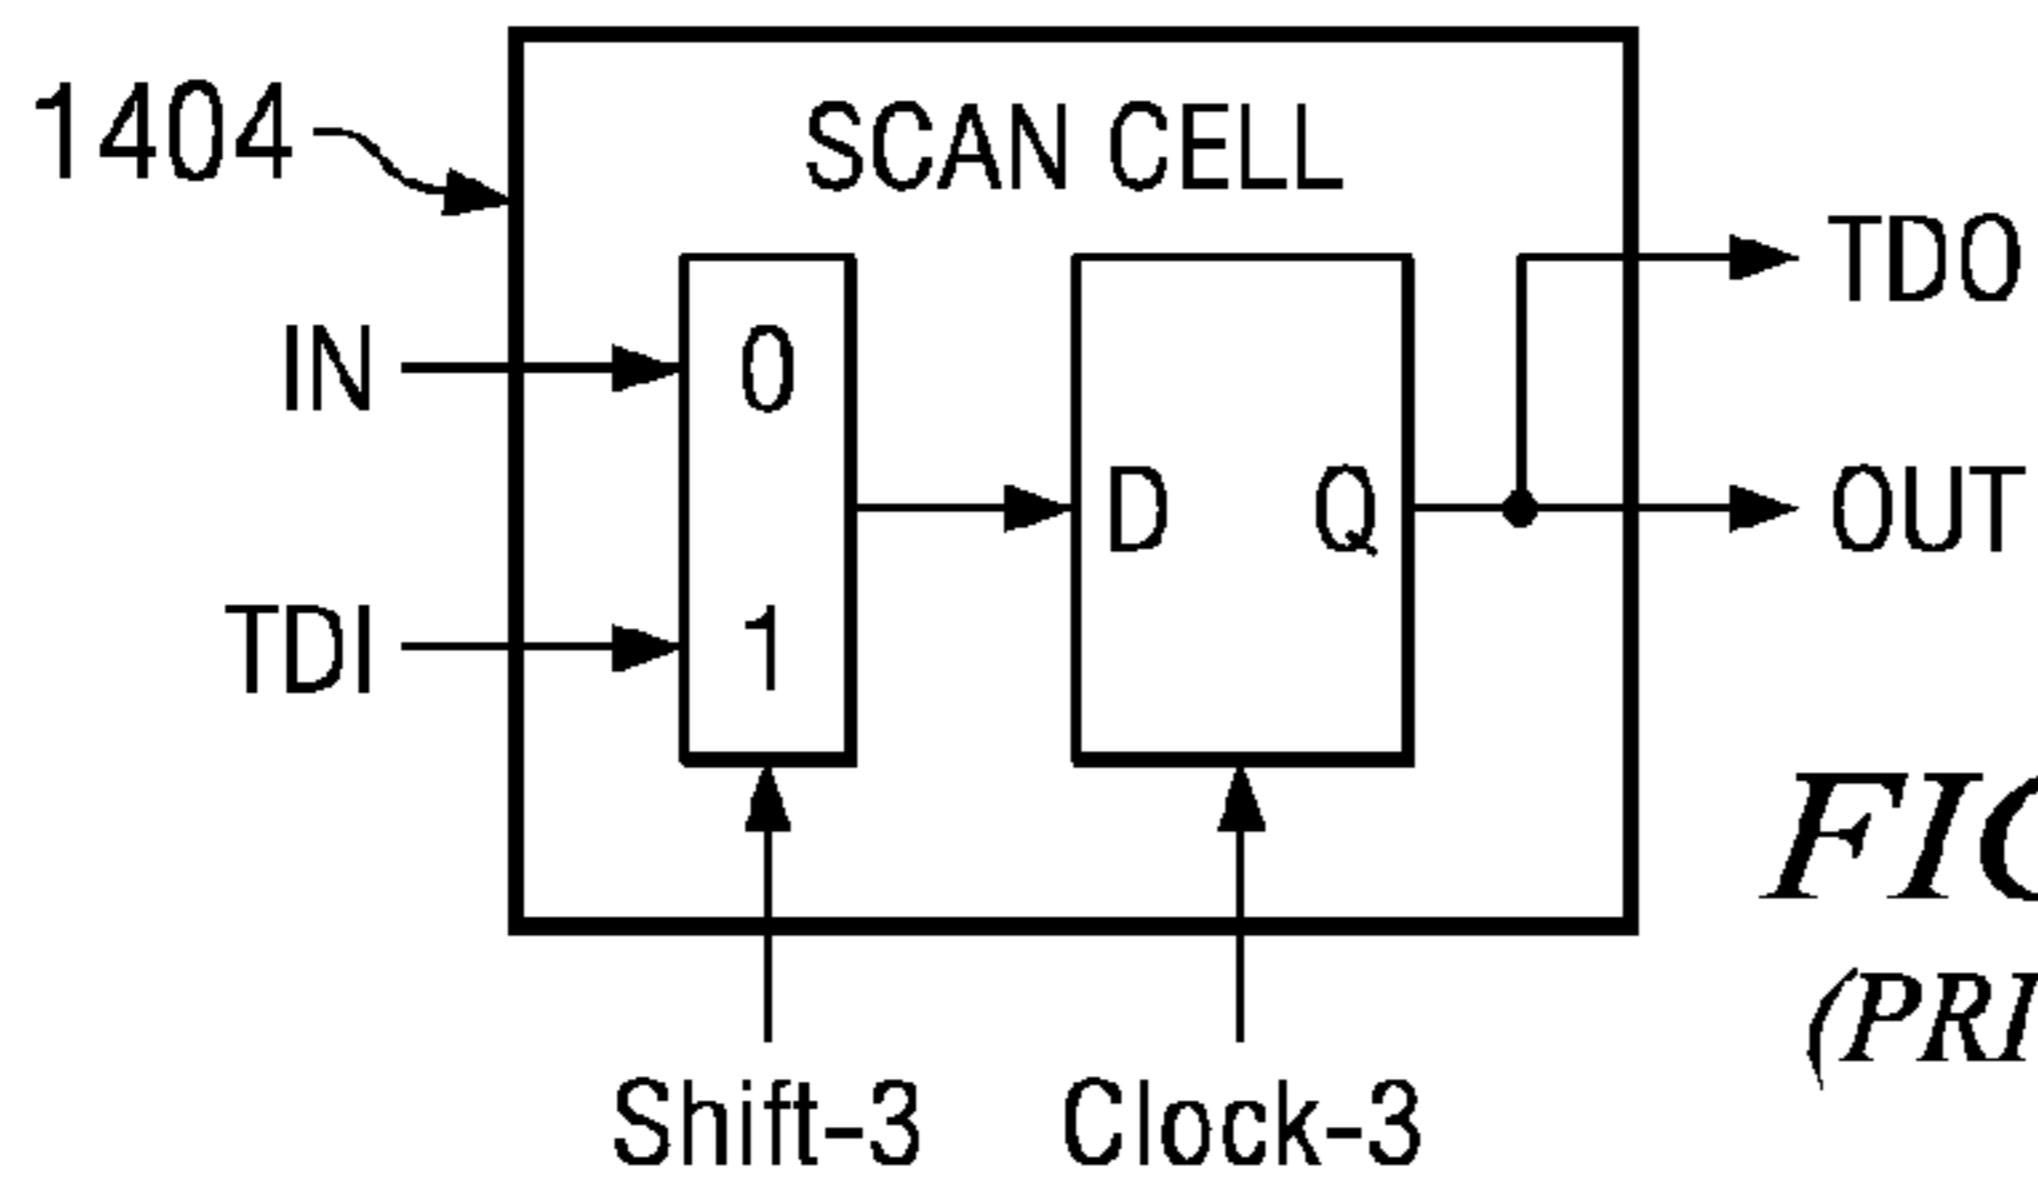 1404
SCAN CELL
TDO
IN
0
D
Q
OUT
TDI
1
Shift-3
Clock-3